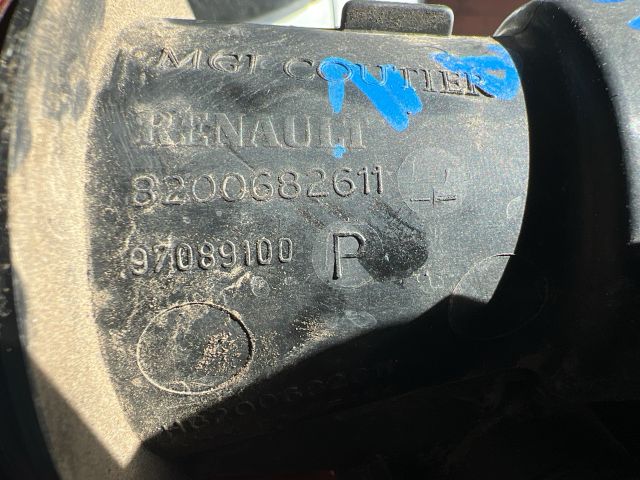 MGI COUTIER
RENAULT
8200682611
97089100 P